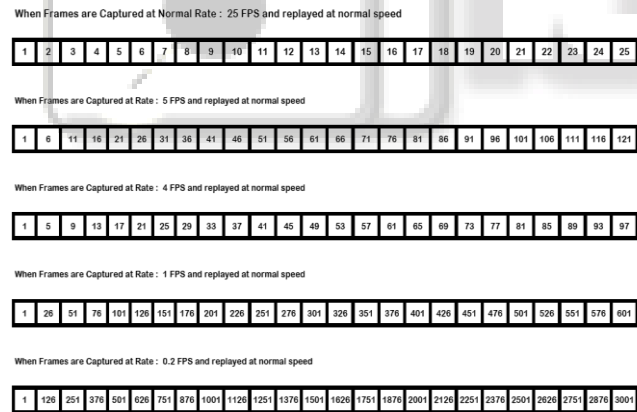 When Frames are Captured at Normal Rate : 25 FPS and replayed at normal speed
1 2 3 4 5 6 7 8 9 10 11 12 13 14 15 16 17 18 19 20 21 22 23 24 25
When Frames are Captured at Rate : 5 FPS and replayed at normal speed
1 6 11 16 21 26 31 36 41 46 51 56 61 66 71 76 81 86 91 96 101 106 111 116 121
When Frames are Captured at Rate : 4 FPS and replayed at normal speed
1 5 9 13 17 21 25 29 33 37 41 45 49 53 57 61 65 69 73 77 81 85 89 93 97
When Frames are Captured at Rate : 1 FPS and replayed at normal speed
1 26 51 76 101 126 151 176 201 226 251 276 301 326 351 376 401 426 451 476 501 526 551 576 601
When Frames are Captured at Rate : 0.2 FPS and replayed at normal speed
1 126 251 376 501 626 751 876 1001 1126 1251 1376 1501 1626 1751 1876 2001 2126 2251 2376 2501 2626 2751 2876 3001